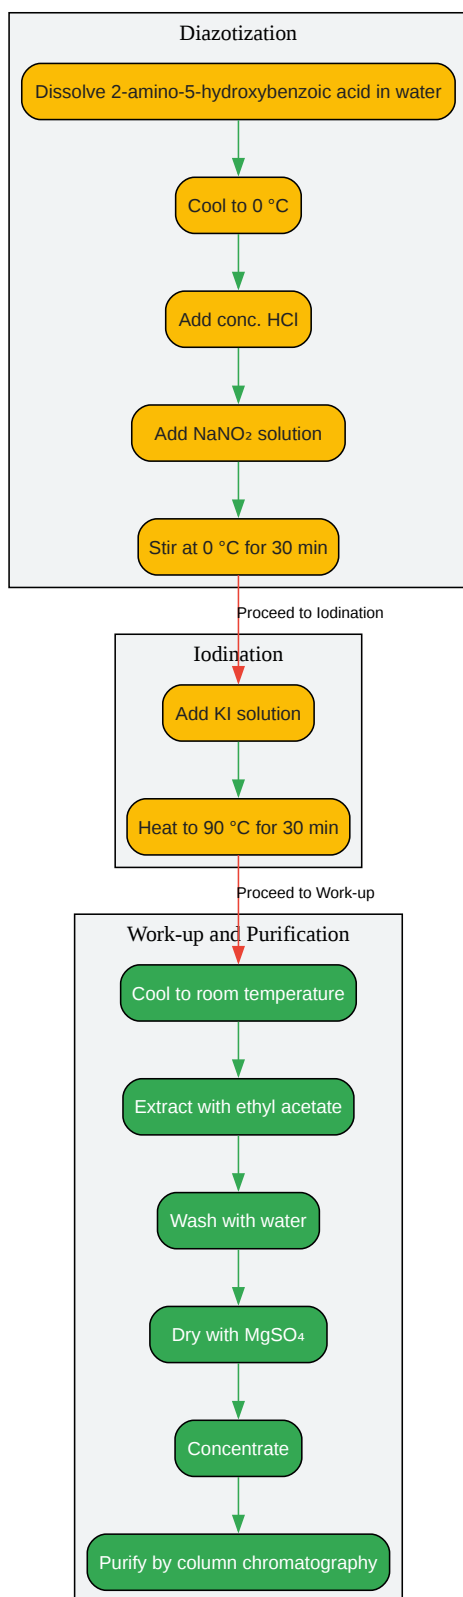 Diazotization
Dissolve 2-amino-5-hydroxybenzoic acid in water
Cool to 0 °C
Add conc. HCl
Add NaNO₂ solution
Stir at 0 °C for 30 min
Proceed to Iodination
Iodination
Add KI solution
Heat to 90 °C for 30 min
Proceed to Work-up
Work-up and Purification
Cool to room temperature
Extract with ethyl acetate
Wash with water
Dry with MgSO₄
Concentrate
Purify by column chromatography